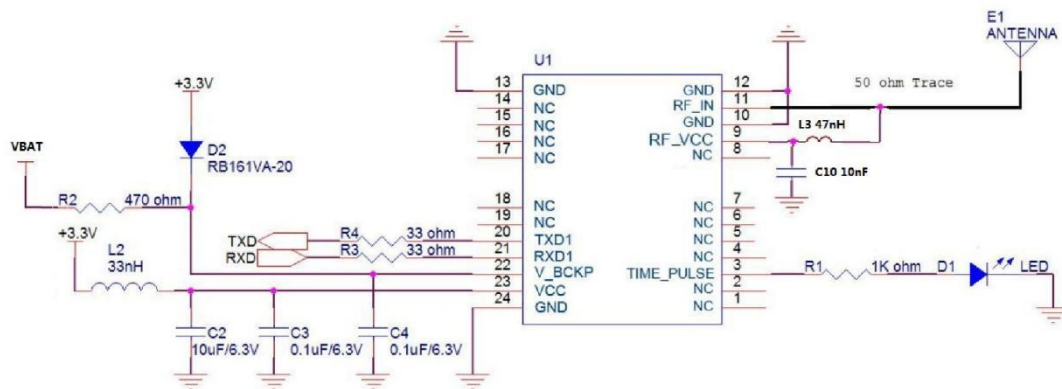 E1
ANTENNA
U1
+3.3V
13 GND GND 12
50 ohm Trace
14 NC RF_IN 11
15 NC GND 10
L3 47nH
16 NC RF_VCC 9
17 NC NC 8
VBAT
D2
RB161VA-20
C10 10nF
R2 470 ohm
18 NC NC 7
19 NC NC 6
+3.3V
TXD R4 33 ohm 20 TXD1 NC 5
RXD R3 33 ohm 21 RXD1 NC 4
L2
33nH
22 V_BCKP TIME_PULSE 3
R1 1K ohm D1 LED
23 VCC NC 2
24 GND NC 1
C2
10uF/6.3V
C3
0.1uF/6.3V
C4
0.1uF/6.3V